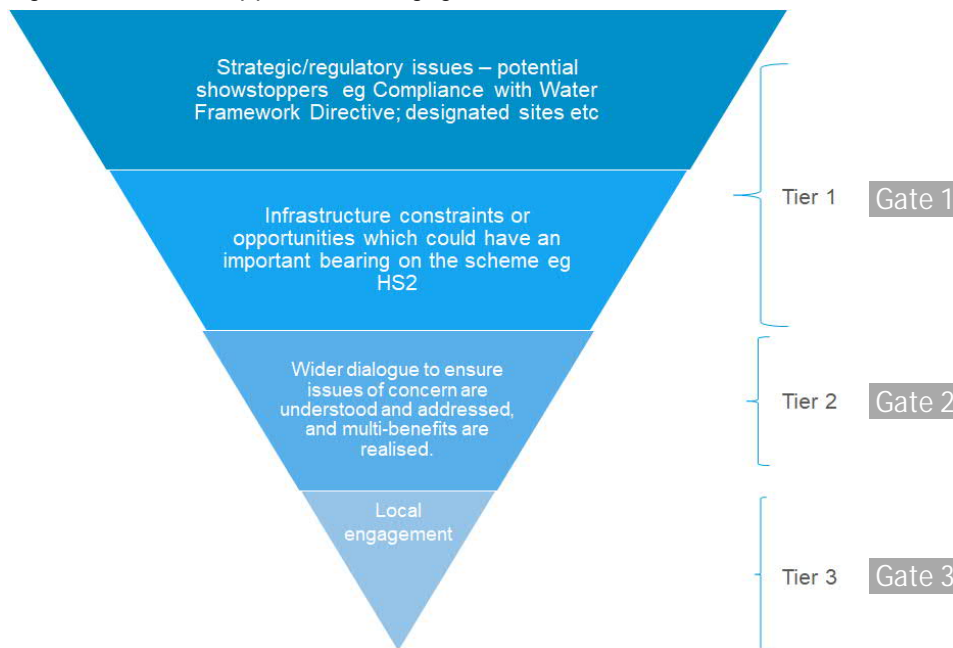 Strategic/regulatory issues – potential
showstoppers eg Compliance with Water
Framework Directive; designated sites etc
Tier 1
Gate 1
Infrastructure constraints or
opportunities which could have an
important bearing on the scheme eg
HS2
Wider dialogue to ensure
issues of concern are
understood and addressed,
and multi-benefits are
realised.
Tier 2
Gate 2
Local
engagement
Tier 3
Gate 3